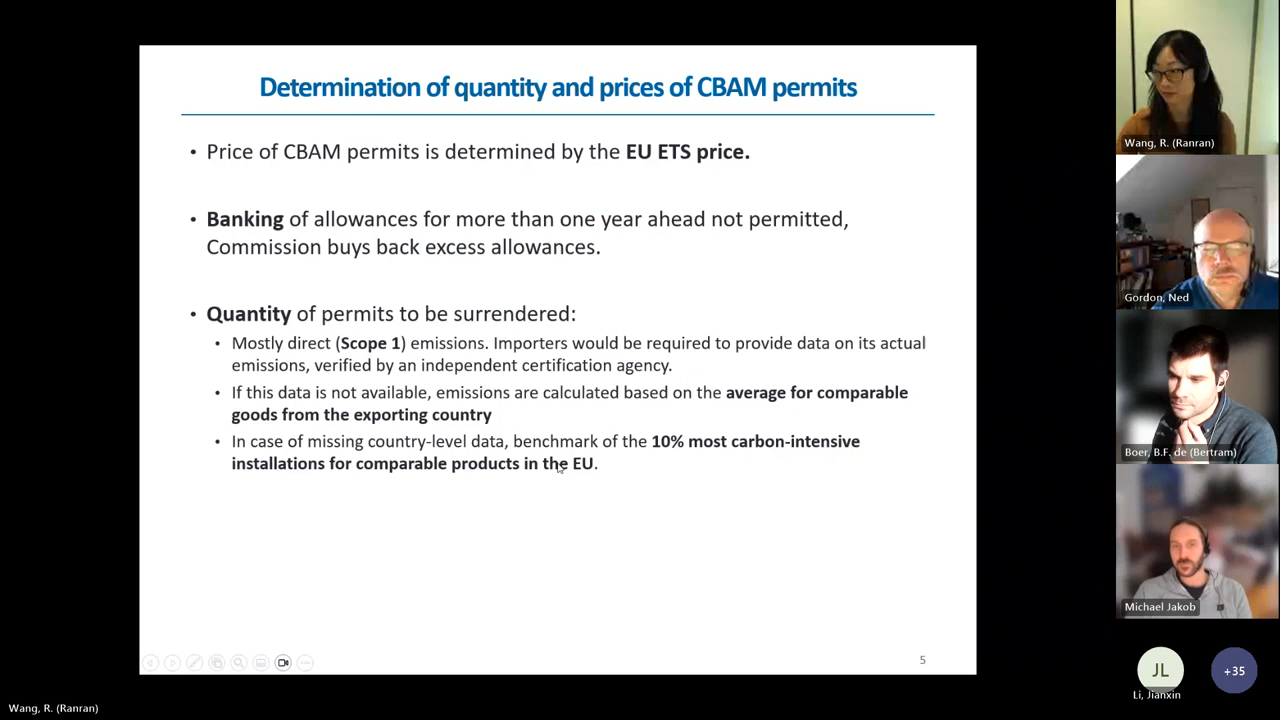 Determination of quantity and prices of CBAM permits
• Price of CBAM permits is determined by the EU ETS price.
• Banking of allowances for more than one year ahead not permitted,
Commission buys back excess allowances.
• Quantity of permits to be surrendered:
• Mostly direct (Scope 1) emissions. Importers would be required to provide data on its actual
emissions, verified by an independent certification agency.
• If this data is not available, emissions are calculated based on the average for comparable
goods from the exporting country
• In case of missing country-level data, benchmark of the 10% most carbon-intensive
installations for comparable products in the EU.
5
Wang, R. (Ranran)
Gordon, Ned
Boer, B.F. de (Bertram)
Michael Jakob
JL
+35
Li, Jianxin
Wang, R. (Ranran)